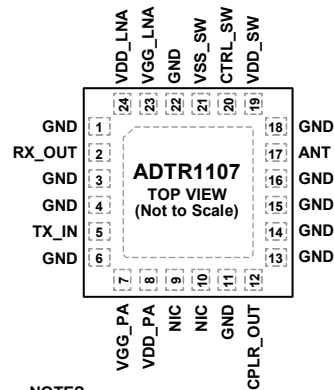 VDD_LNA
VGG_LNA
GND
VSS_SW
CTRL_SW
VDD_SW
24
23
22
21
20
19
GND 1
RX_OUT 2
GND 3
GND 4
TX_IN 5
GND 6
ADTR1107
TOP VIEW
(Not to Scale)
18 GND
17 ANT
16 GND
15 GND
14 GND
13 GND
7
8
9
10
11
12
VGG_PA
VDD_PA
NIC
NIC
GND
CPLR_OUT
NOTES